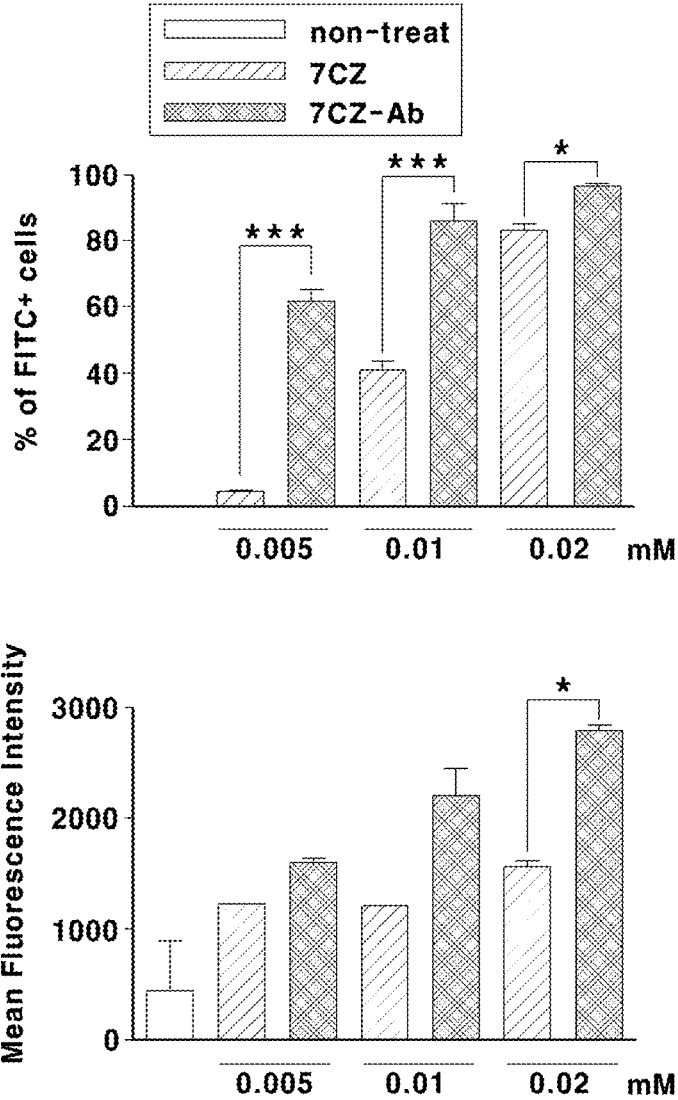 non-treat
7CZ
7CZ-Ab
% of FITC+ cells
100
80
60
40
20
0
***
***
*
0.005 0.01 0.02 mM
Mean Fluorescence Intensity
3000
2000
1000
0
*
0.005 0.01 0.02 mM